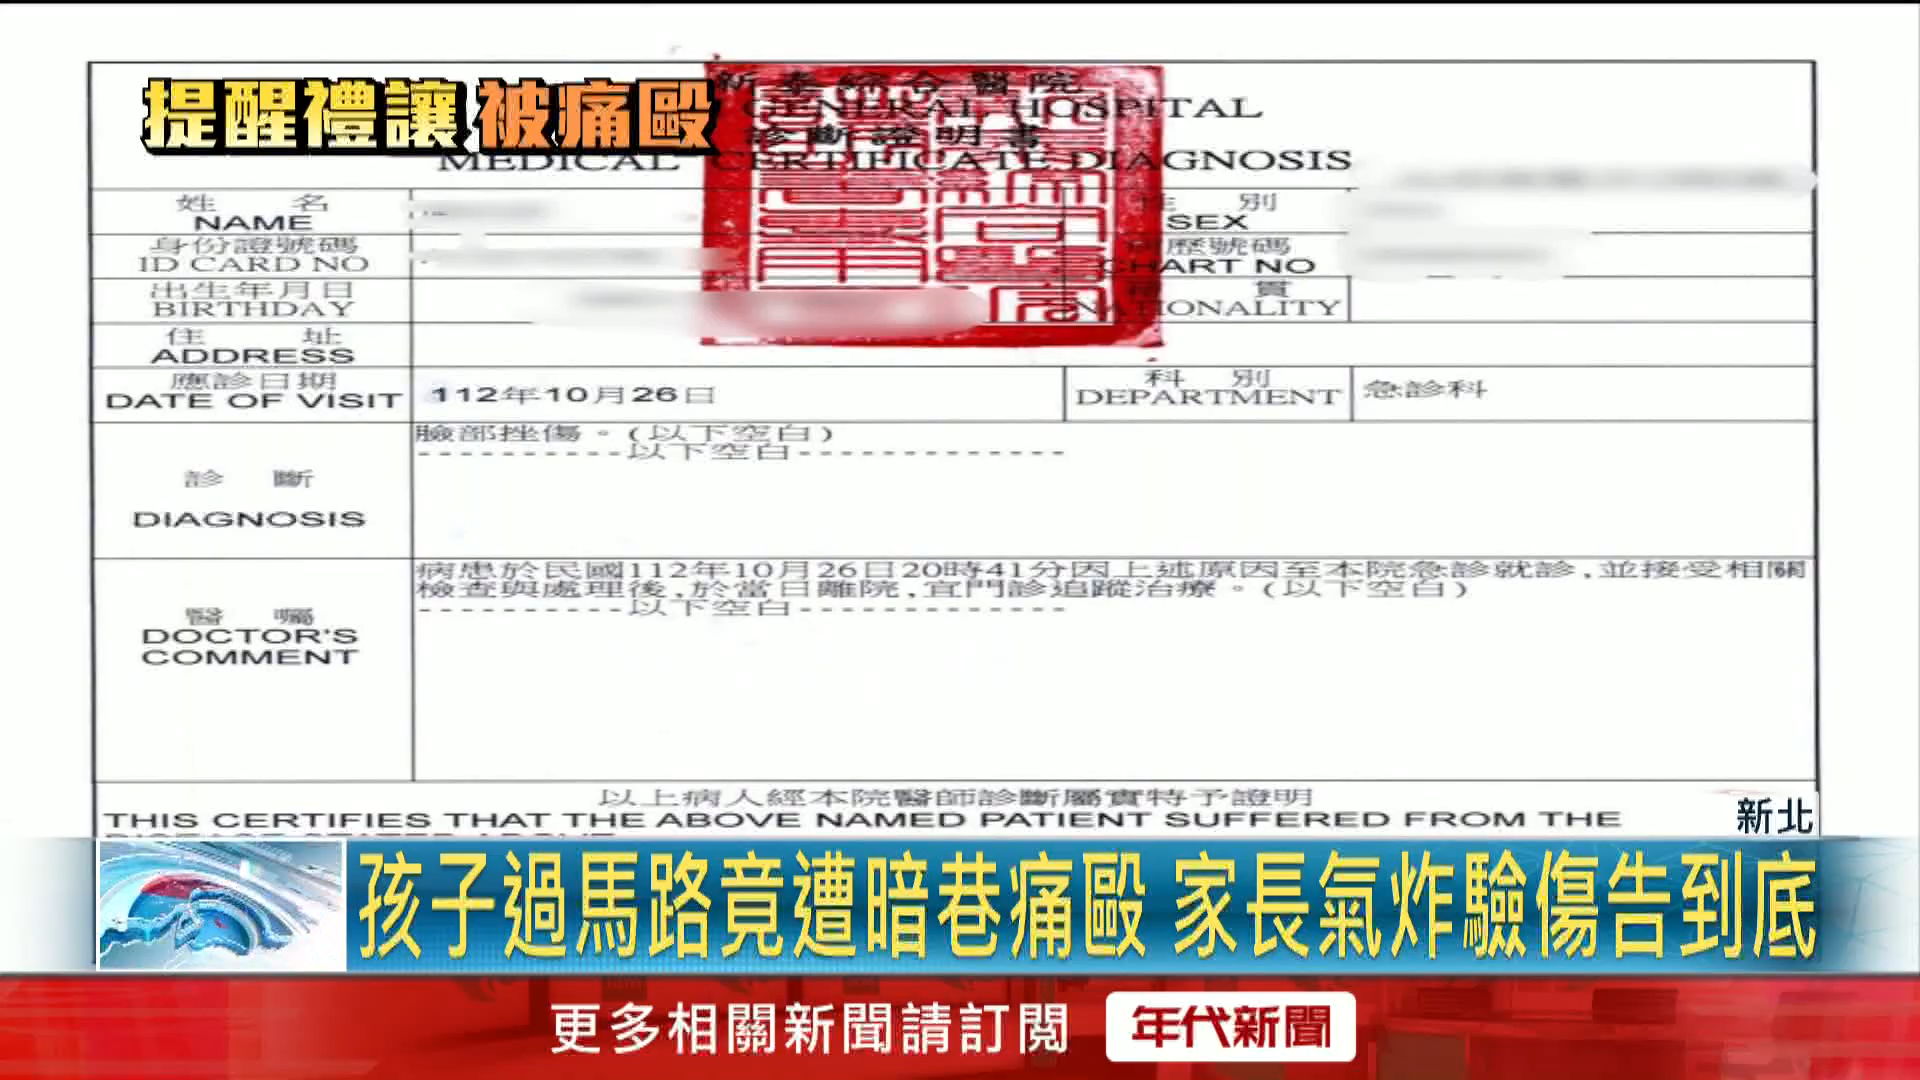 提醒禮讓 被痛毆
新泰綜合醫院
GENERAL HOSPITAL
診斷證明書
MEDICAL CERTIFICATE DIAGNOSIS
姓 名
NAME
性 別
SEX
身份證號碼
ID CARD NO
病歷號碼
CHART NO
出生年月日
BIRTHDAY
籍 貫
NATIONALITY
住 址
ADDRESS
應診日期
DATE OF VISIT
112年10月26日
科 別
DEPARTMENT
急診科
臉部挫傷。(以下空白)
----------以下空白-------------
診 斷
DIAGNOSIS
病患於民國112年10月26日20時41分因上述原因至本院急診就診,並接受相關
檢查與處理後,於當日離院,宜門診追蹤治療。(以下空白)
----------以下空白-------------
醫 囑
DOCTOR'S
COMMENT
以上病人經本院醫師診斷屬實特予證明
THIS CERTIFIES THAT THE ABOVE NAMED PATIENT SUFFERED FROM THE
新北
孩子過馬路竟遭暗巷痛毆 家長氣炸驗傷告到底
更多相關新聞請訂閱 年代新聞